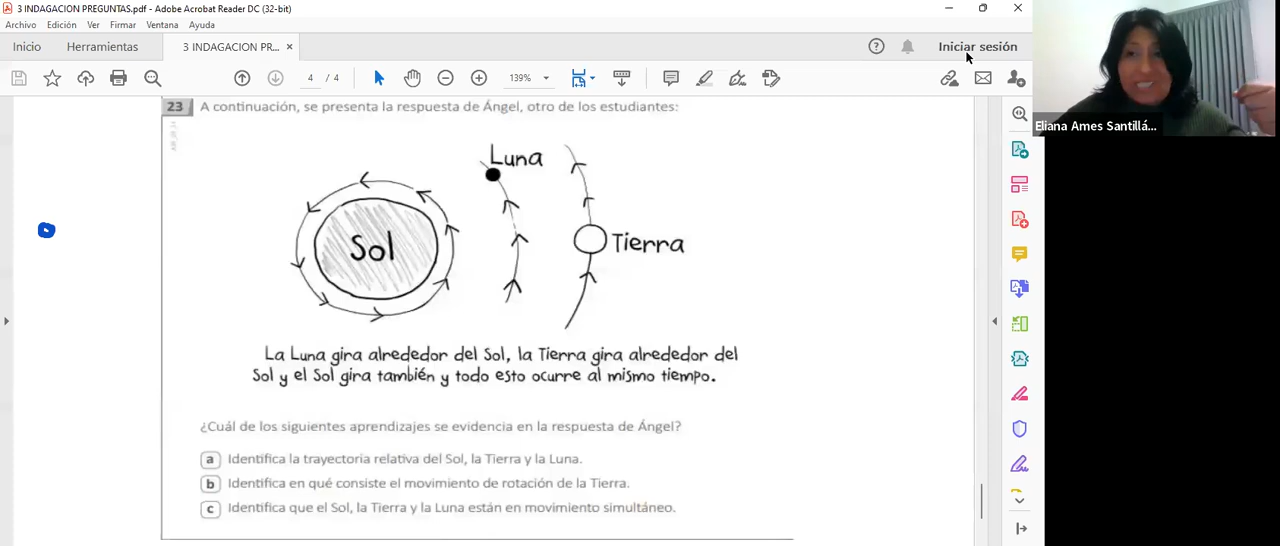 3 INDAGACION PREGUNTAS.pdf - Adobe Acrobat Reader DC (32-bit)
Archivo Edición Ver Firmar Ventana Ayuda
Inicio Herramientas 3 INDAGACION PR... × Iniciar sesión
4 / 4 139%
Eliana Ames Santillá...
23 A continuación, se presenta la respuesta de Ángel, otro de los estudiantes:
Luna
Sol
Tierra
La Luna gira alrededor del Sol, la Tierra gira alrededor del
Sol y el Sol gira también y todo esto ocurre al mismo tiempo.
¿Cuál de los siguientes aprendizajes se evidencia en la respuesta de Ángel?
a Identifica la trayectoria relativa del Sol, la Tierra y la Luna.
b Identifica en qué consiste el movimiento de rotación de la Tierra.
c Identifica que el Sol, la Tierra y la Luna están en movimiento simultáneo.